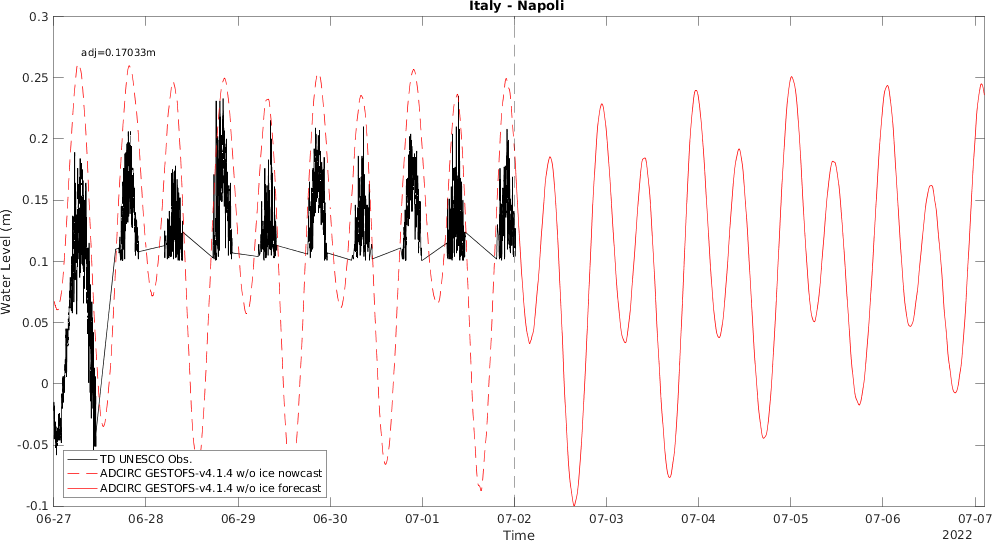 Italy - Napoli
adj=0.17033m
0.3
0.25
0.2
0.15
0.1
0.05
0
-0.05
-0.1
Water Level (m)
TD UNESCO Obs.
ADCIRC GESTOFS-v4.1.4 w/o ice nowcast
ADCIRC GESTOFS-v4.1.4 w/o ice forecast
06-27 06-28 06-29 06-30 07-01 07-02 07-03 07-04 07-05 07-06 07-07
Time
2022